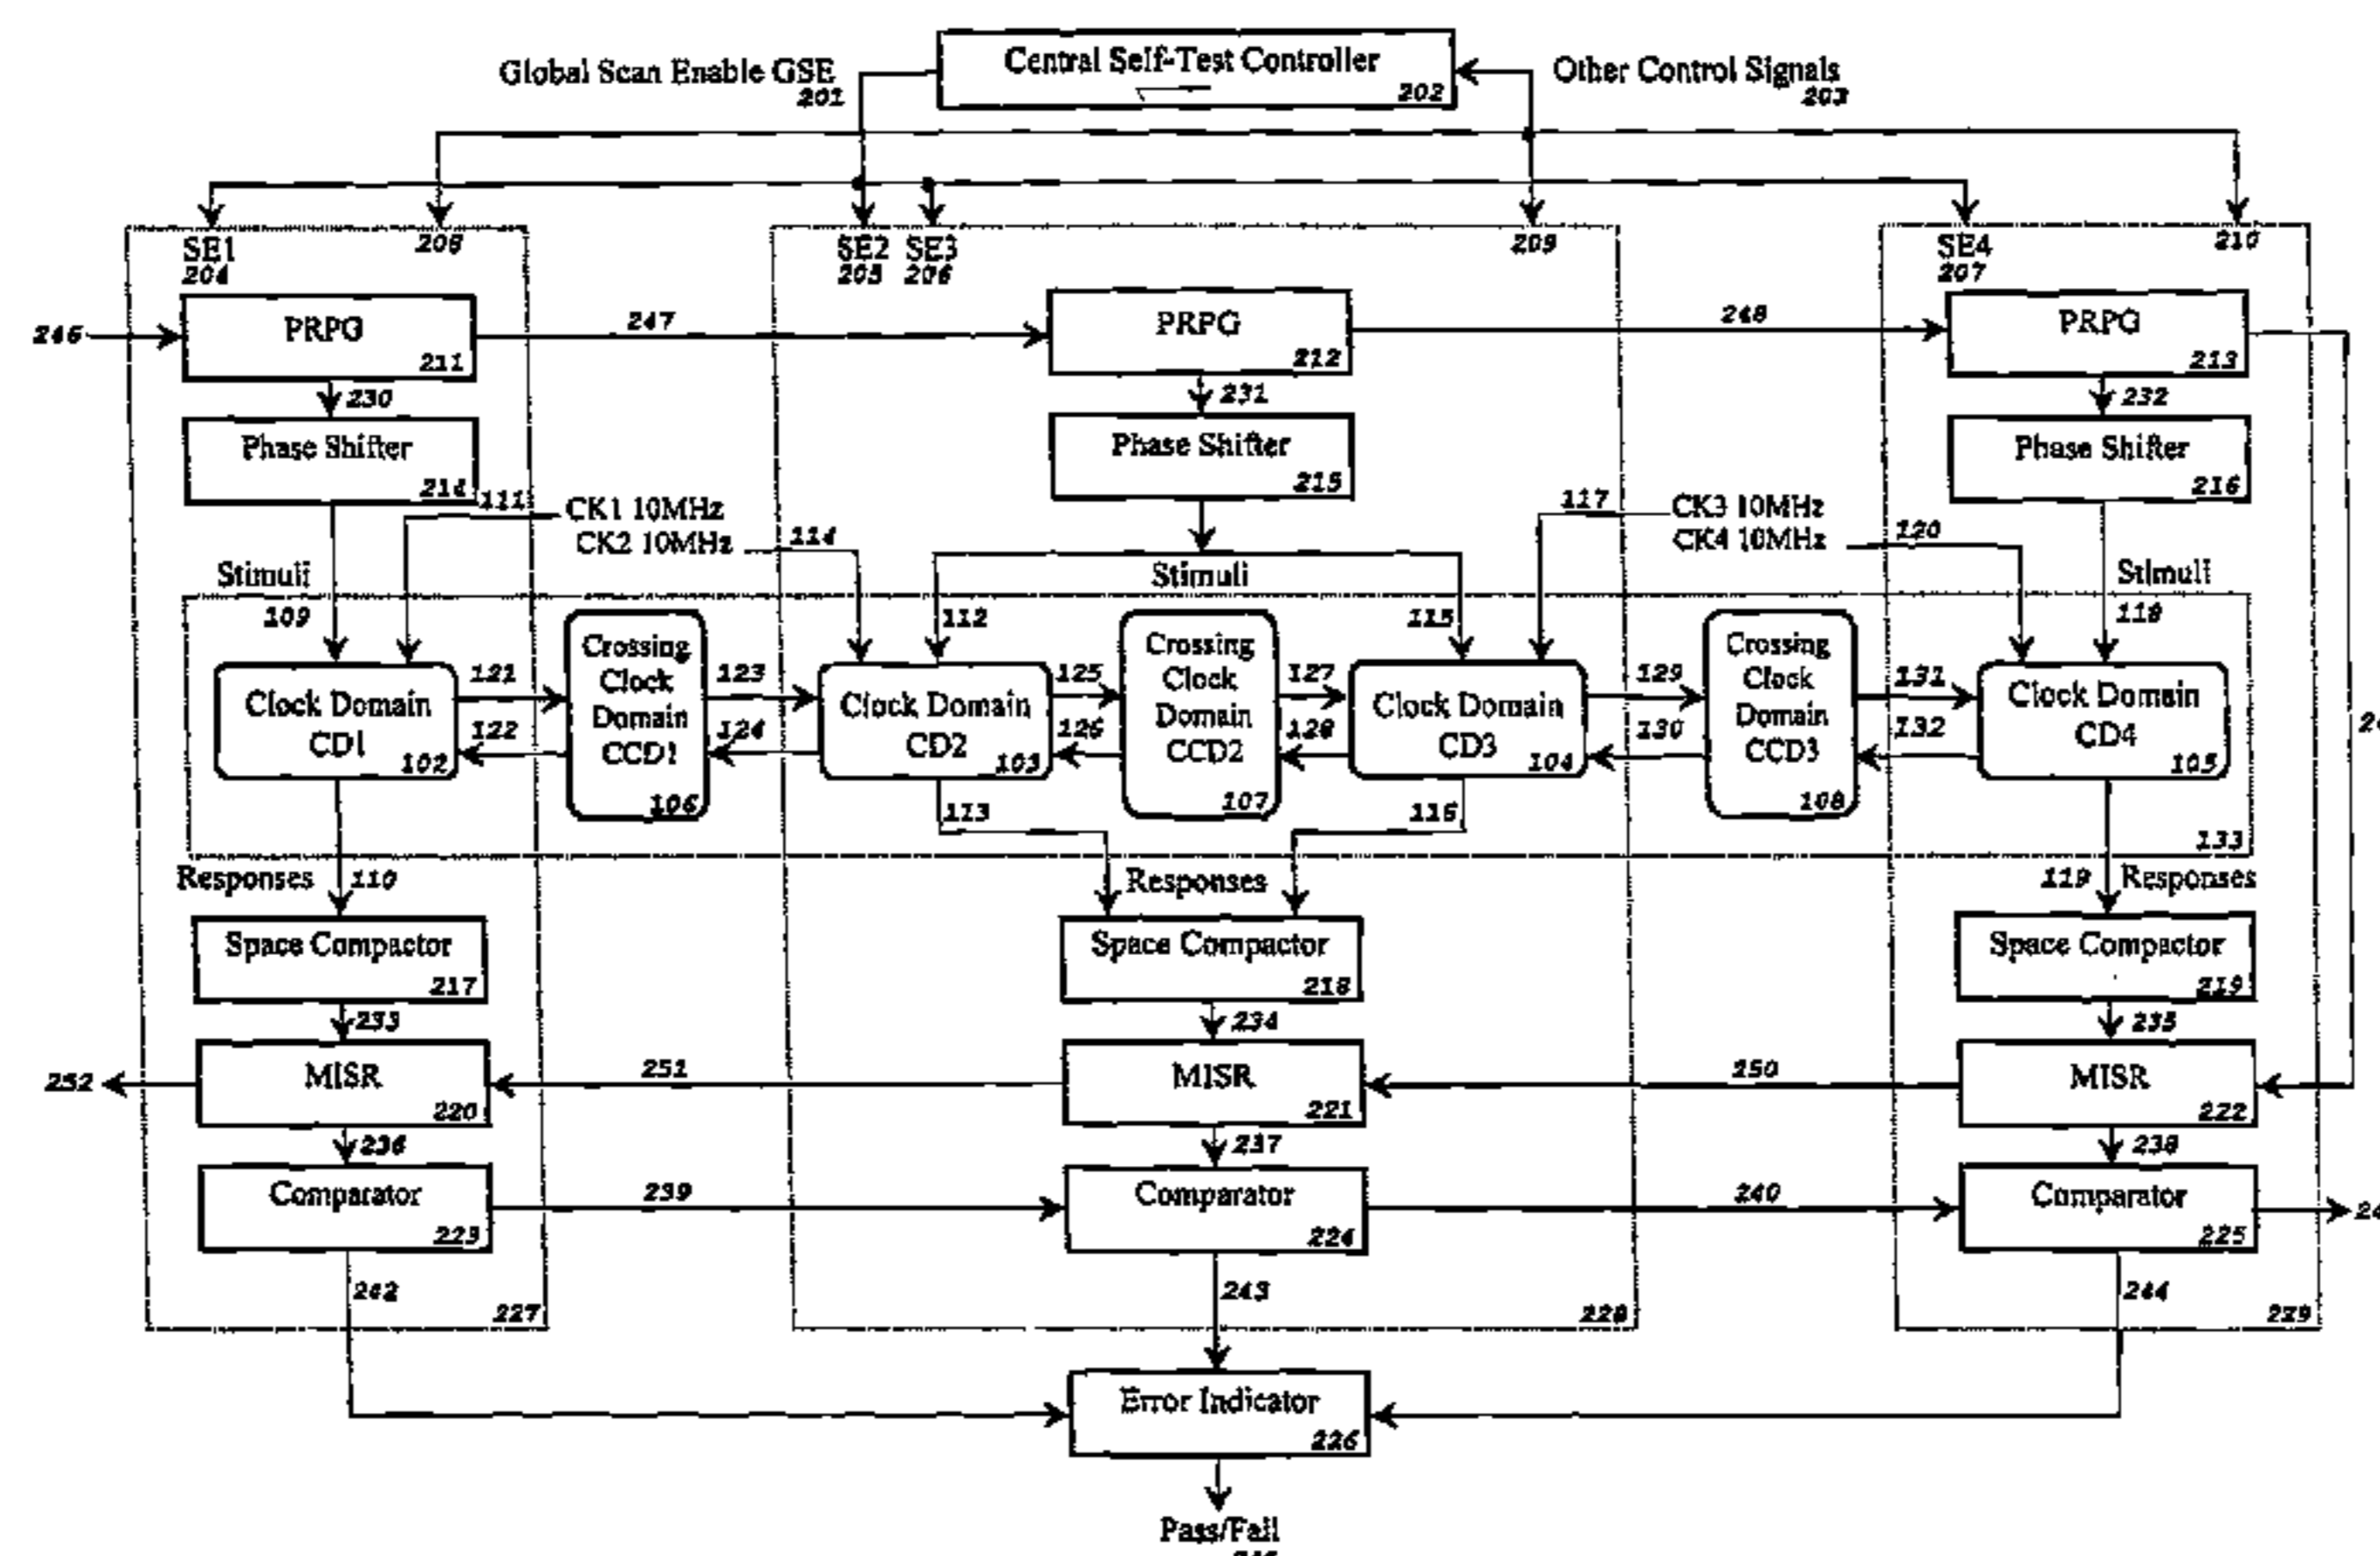 Central Self-Test Controller
202
Global Scan Enable GSE
201
Other Control Signals
203
SE1
204
208
SE2
205
SE3
206
209
SE4
207
210
246
PRPG
211
247
PRPG
212
248
PRPG
213
230
231
232
Phase Shifter
214
Phase Shifter
215
Phase Shifter
216
111
CK1 10MHz
CK2 10MHz
114
117
CK3 10MHz
CK4 10MHz
120
Stimuli
109
Stimuli
112
115
Stimuli
118
Clock Domain
CD1
102
121
122
Crossing
Clock
Domain
CCD1
106
123
124
Clock Domain
CD2
103
125
126
Crossing
Clock
Domain
CCD2
107
127
128
Clock Domain
CD3
104
129
130
Crossing
Clock
Domain
CCD3
108
131
132
Clock Domain
CD4
105
113
116
133
Responses
110
Responses
119
Responses
Space Compactor
217
Space Compactor
218
Space Compactor
219
233
234
235
252
MISR
220
251
MISR
221
250
MISR
222
236
237
238
Comparator
223
239
Comparator
224
240
Comparator
225
242
227
243
228
244
229
Error Indicator
226
Pass/Fail